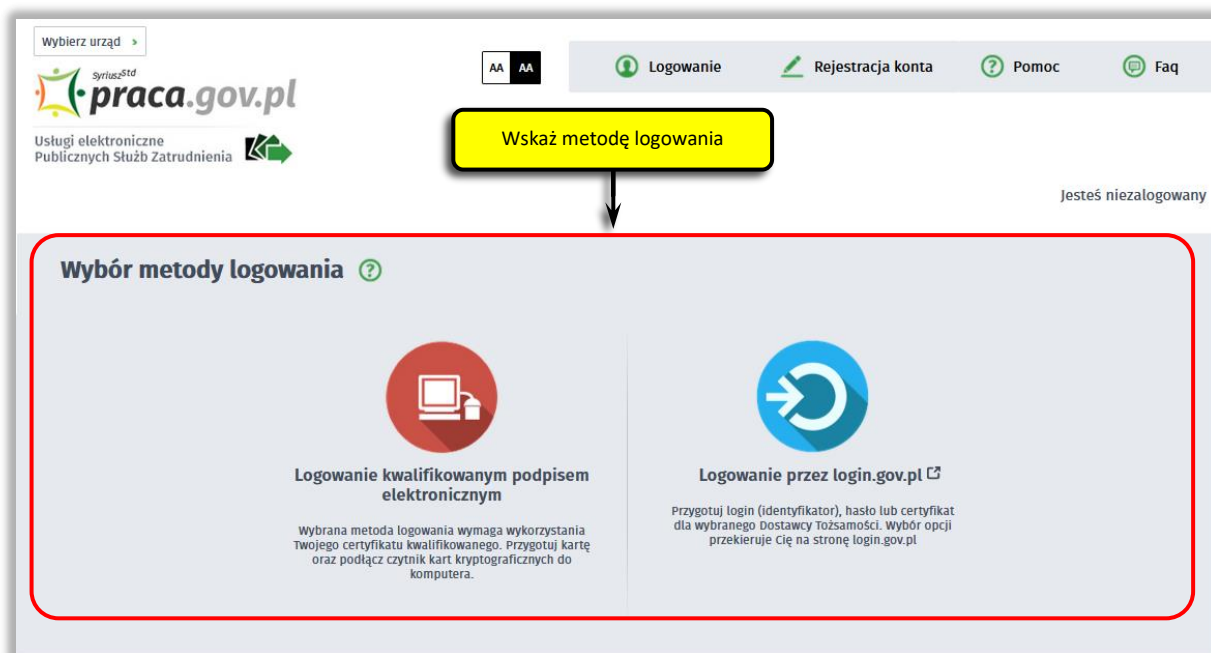 Wybierz urząd
SyriuszStd
praca.gov.pl
Usługi elektroniczne
Publicznych Służb Zatrudnienia
AA AA
Logowanie
Rejestracja konta
Pomoc
Faq
Wskaż metodę logowania
Jesteś niezalogowany
Wybór metody logowania
Logowanie kwalifikowanym podpisem
elektronicznym
Wybrana metoda logowania wymaga wykorzystania
Twojego certyfikatu kwalifikowanego. Przygotuj kartę
oraz podłącz czytnik kart kryptograficznych do
komputera.
Logowanie przez login.gov.pl
Przygotuj login (identyfikator), hasło lub certyfikat
dla wybranego Dostawcy Tożsamości. Wybór opcji
przekieruje Cię na stronę login.gov.pl